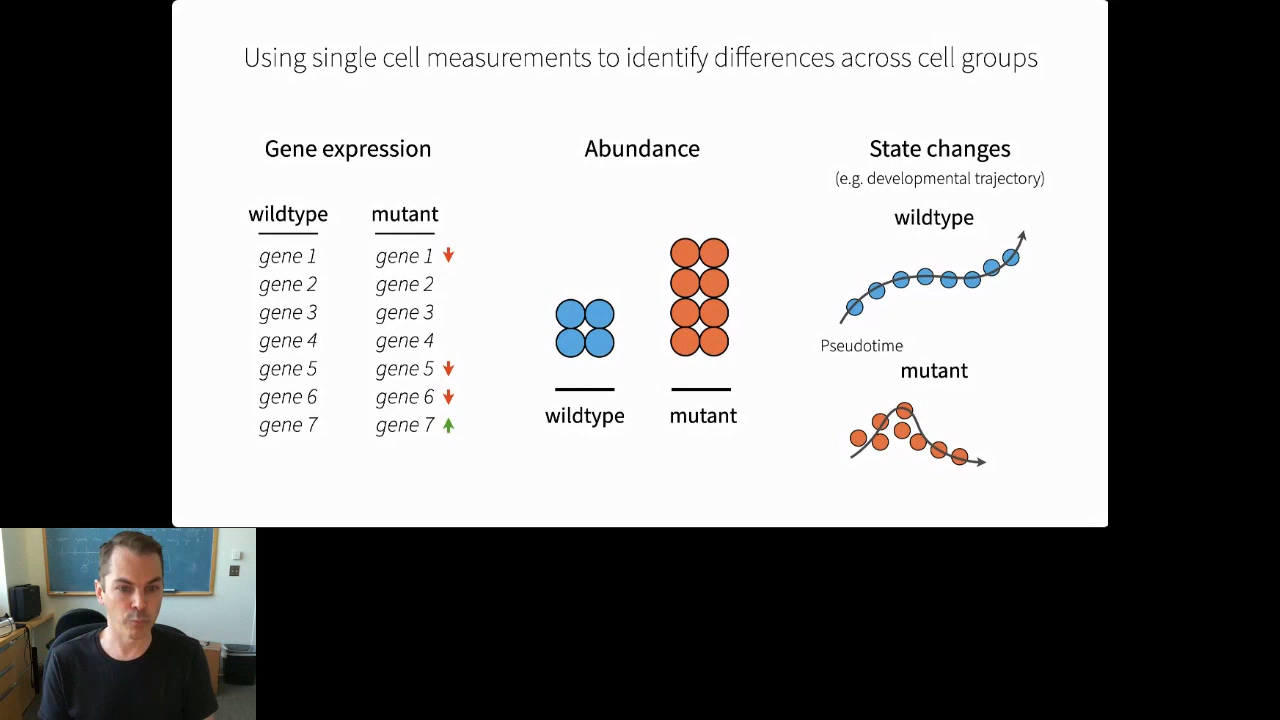 Using single cell measurements to identify differences across cell groups
Gene expression
wildtype mutant
gene 1 gene 1
gene 2 gene 2
gene 3 gene 3
gene 4 gene 4
gene 5 gene 5
gene 6 gene 6
gene 7 gene 7
Abundance
wildtype mutant
State changes
(e.g. developmental trajectory)
wildtype
Pseudotime
mutant